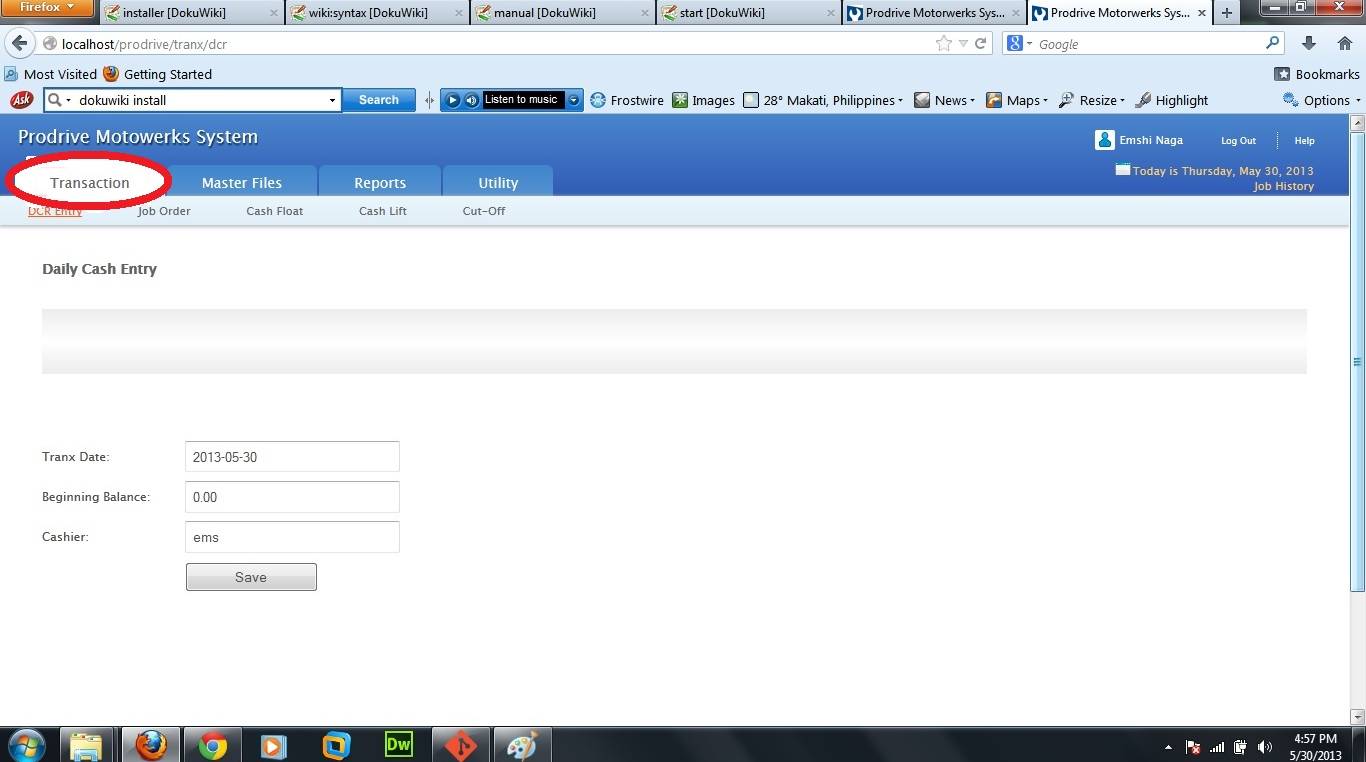 Firefox
installer [DokuWiki]
wiki:syntax [DokuWiki]
manual [DokuWiki]
start [DokuWiki]
Prodrive Motorwerks Sys...
Prodrive Motorwerks Sys...
localhost/prodrive/tranx/dcr
Google
Most Visited
Getting Started
Bookmarks
Ask
dokuwiki install
Search
Listen to music
Frostwire
Images
28° Makati, Philippines
News
Maps
Resize
Highlight
Options
Prodrive Motowerks System
Emshi Naga
Log Out
Help
Today is Thursday, May 30, 2013
Job History
Transaction
Master Files
Reports
Utility
DCR Entry
Job Order
Cash Float
Cash Lift
Cut-Off
Daily Cash Entry
Tranx Date:
2013-05-30
Beginning Balance:
0.00
Cashier:
ems
Save
Dw
4:57 PM
5/30/2013